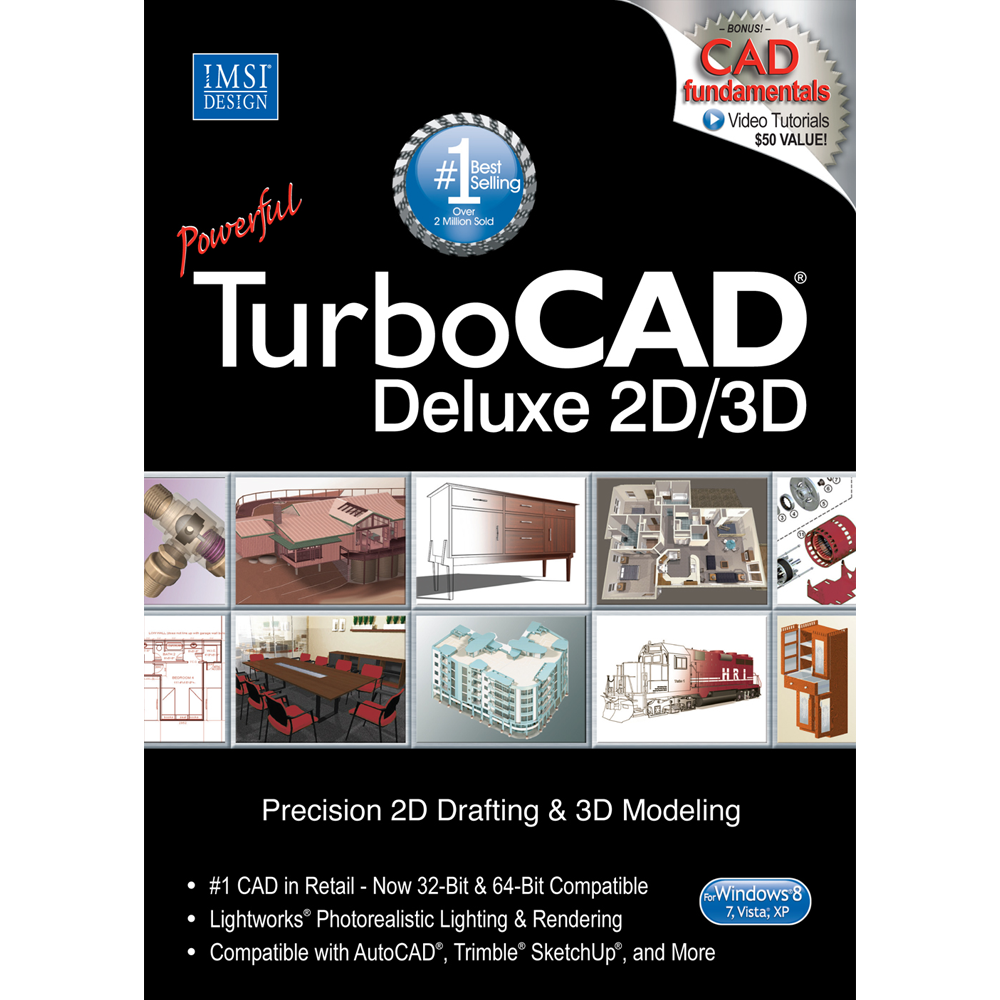 IMSI®
DESIGN
– BONUS! –
CAD
fundamentals
Video Tutorials
$50 VALUE!
#1 Best
Selling
Over
2 Million Sold
Powerful
TurboCAD®
Deluxe 2D/3D
HRI
Precision 2D Drafting & 3D Modeling
• #1 CAD in Retail - Now 32-Bit & 64-Bit Compatible
• Lightworks® Photorealistic Lighting & Rendering
• Compatible with AutoCAD®, Trimble® SketchUp®, and More
For Windows® 8
7, Vista®, XP